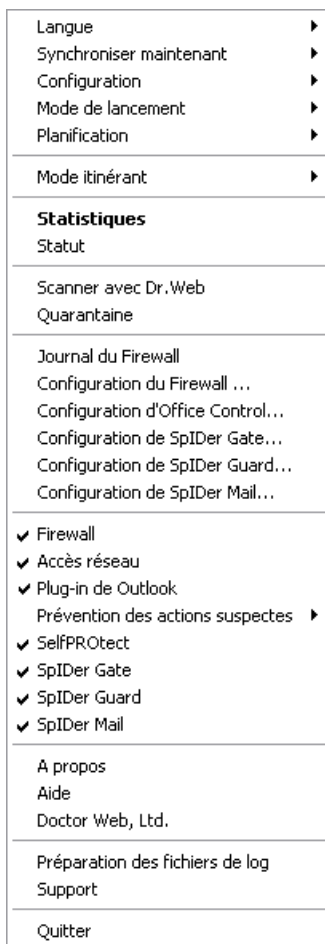 Langue
Synchroniser maintenant
Configuration
Mode de lancement
Planification
Mode itinérant
Statistiques
Statut
Scanner avec Dr.Web
Quarantaine
Journal du Firewall
Configuration du Firewall ...
Configuration d'Office Control...
Configuration de SpIDer Gate...
Configuration de SpIDer Guard...
Configuration de SpIDer Mail...
Firewall
Accès réseau
Plug-in de Outlook
Prévention des actions suspectes
SelfPROtect
SpIDer Gate
SpIDer Guard
SpIDer Mail
A propos
Aide
Doctor Web, Ltd.
Préparation des fichiers de log
Support
Quitter